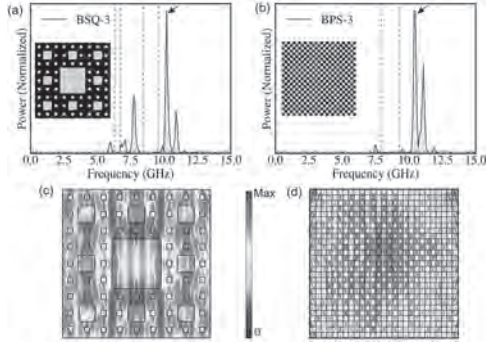 (a)
BSQ-3
Power (Normalized)
0.0 2.5 5.0 7.5 10.0 12.5 15.0
Frequency (GHz)
(b)
BPS-3
Power (Normalized)
0.0 2.5 5.0 7.5 10.0 12.5 15.0
Frequency (GHz)
(c)
Max
0
(d)